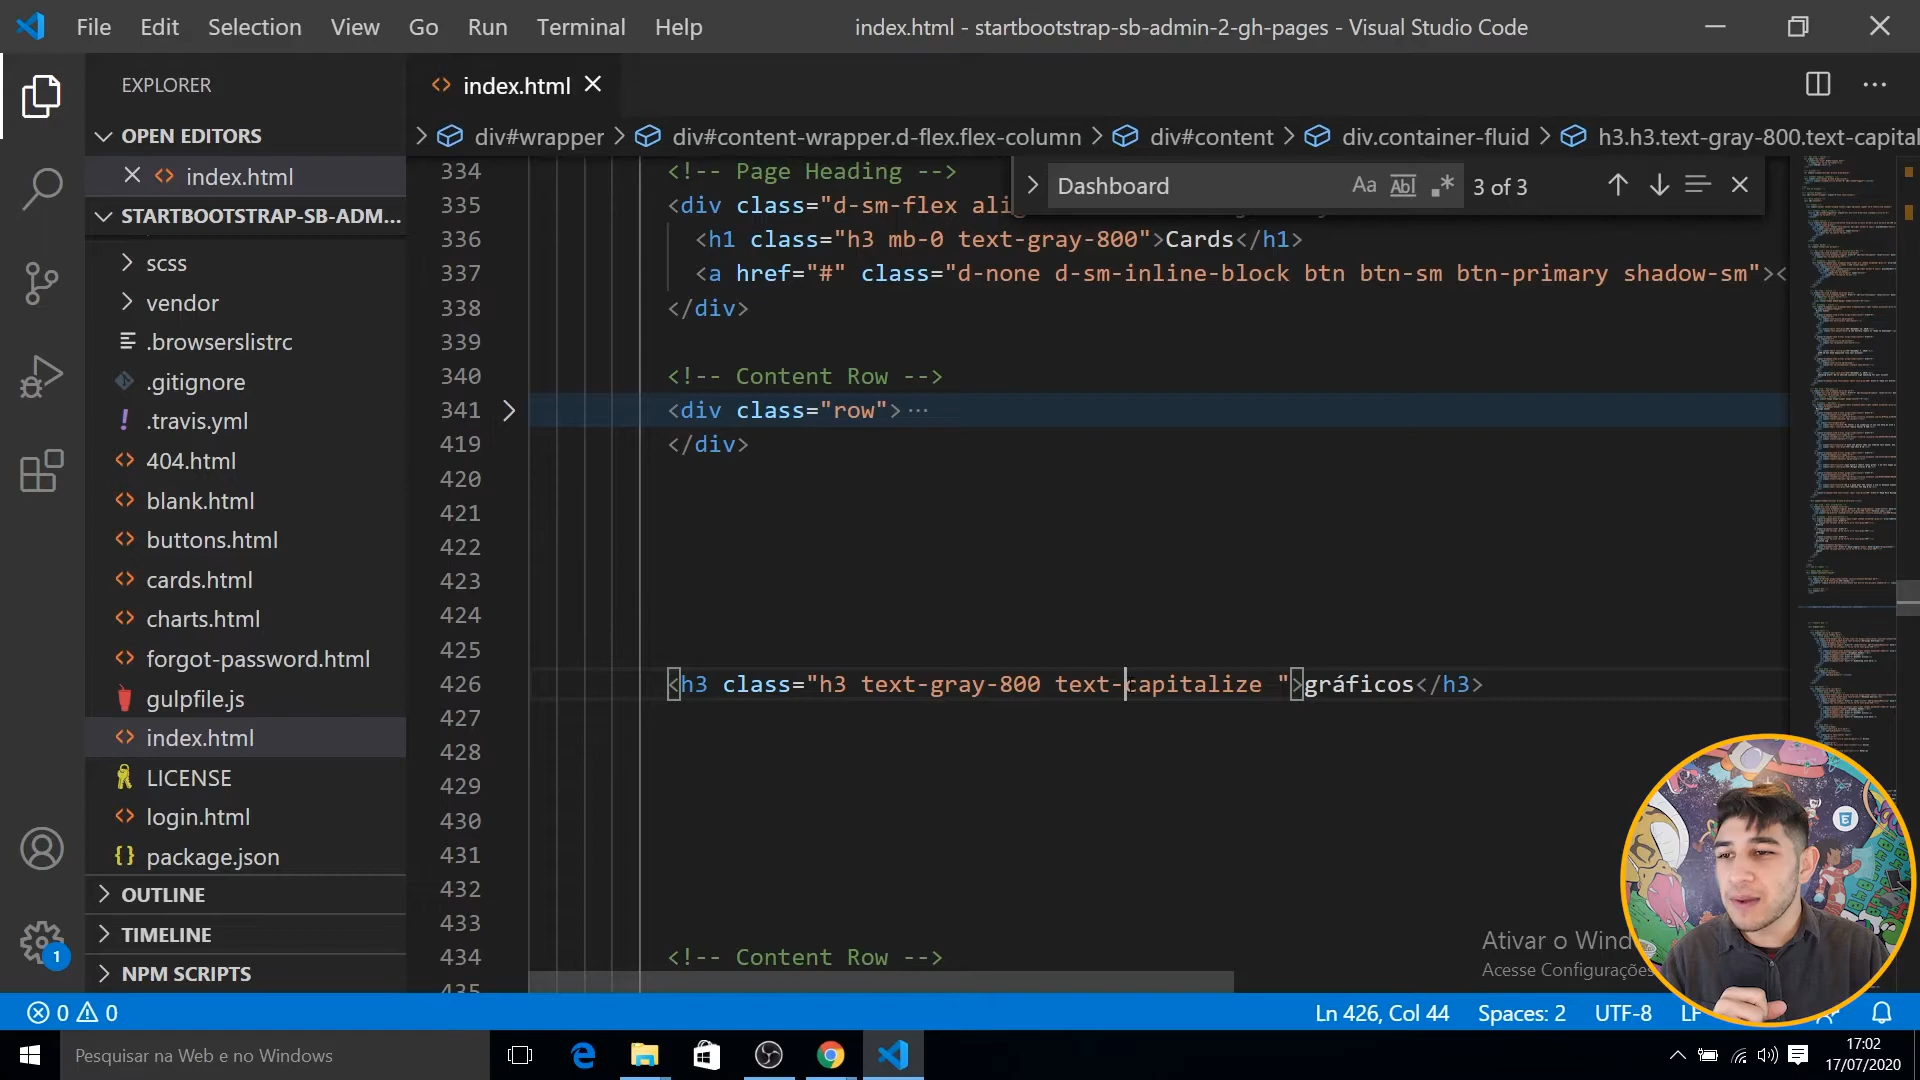 File Edit Selection View Go Run Terminal Help index.html - startbootstrap-sb-admin-2-gh-pages - Visual Studio Code
EXPLORER
OPEN EDITORS
index.html
STARTBOOTSTRAP-SB-ADM...
scss
vendor
.browserslistrc
.gitignore
.travis.yml
404.html
blank.html
buttons.html
cards.html
charts.html
forgot-password.html
gulpfile.js
index.html
LICENSE
login.html
package.json
OUTLINE
TIMELINE
NPM SCRIPTS
index.html
div#wrapper div#content-wrapper.d-flex.flex-column div#content div.container-fluid h3.h3.text-gray-800.text-capital
Dashboard Aa Abl .* 3 of 3
334 <!-- Page Heading -->
335 <div class="d-sm-flex ali
336 <h1 class="h3 mb-0 text-gray-800">Cards</h1>
337 <a href="#" class="d-none d-sm-inline-block btn btn-sm btn-primary shadow-sm"><
338 </div>
339
340 <!-- Content Row -->
341 <div class="row"> ...
419 </div>
420
421
422
423
424
425
426 <h3 class="h3 text-gray-800 text-capitalize ">gráficos</h3>
427
428
429
430
431
432
433
434 <!-- Content Row -->
435
Ativar o Wind
Acesse Configurações
1
0 0 Ln 426, Col 44 Spaces: 2 UTF-8 LF
Pesquisar na Web e no Windows
17:02
17/07/2020